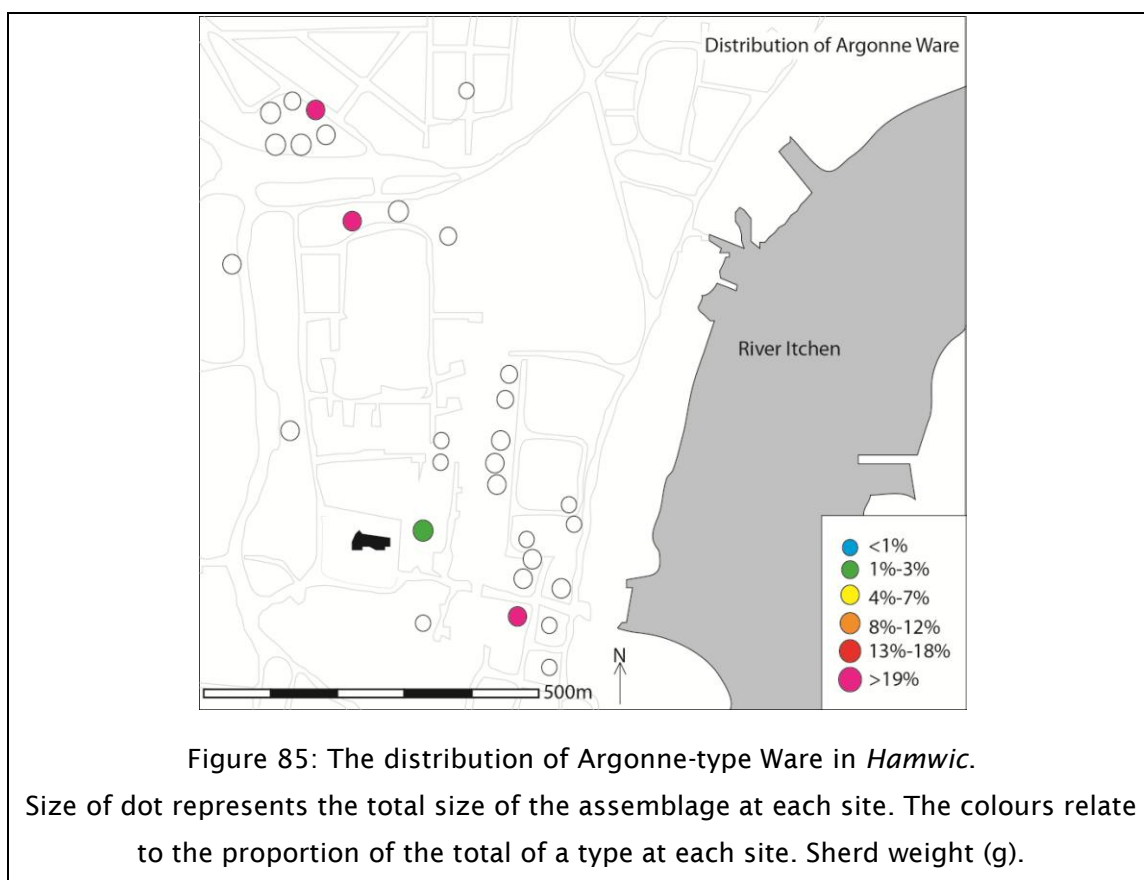 Distribution of Argonne Ware
River Itchen
<1%
1%-3%
4%-7%
8%-12%
13%-18%
>19%
N
500m
Figure 85: The distribution of Argonne-type Ware in Hamwic.
Size of dot represents the total size of the assemblage at each site. The colours relate
to the proportion of the total of a type at each site. Sherd weight (g).